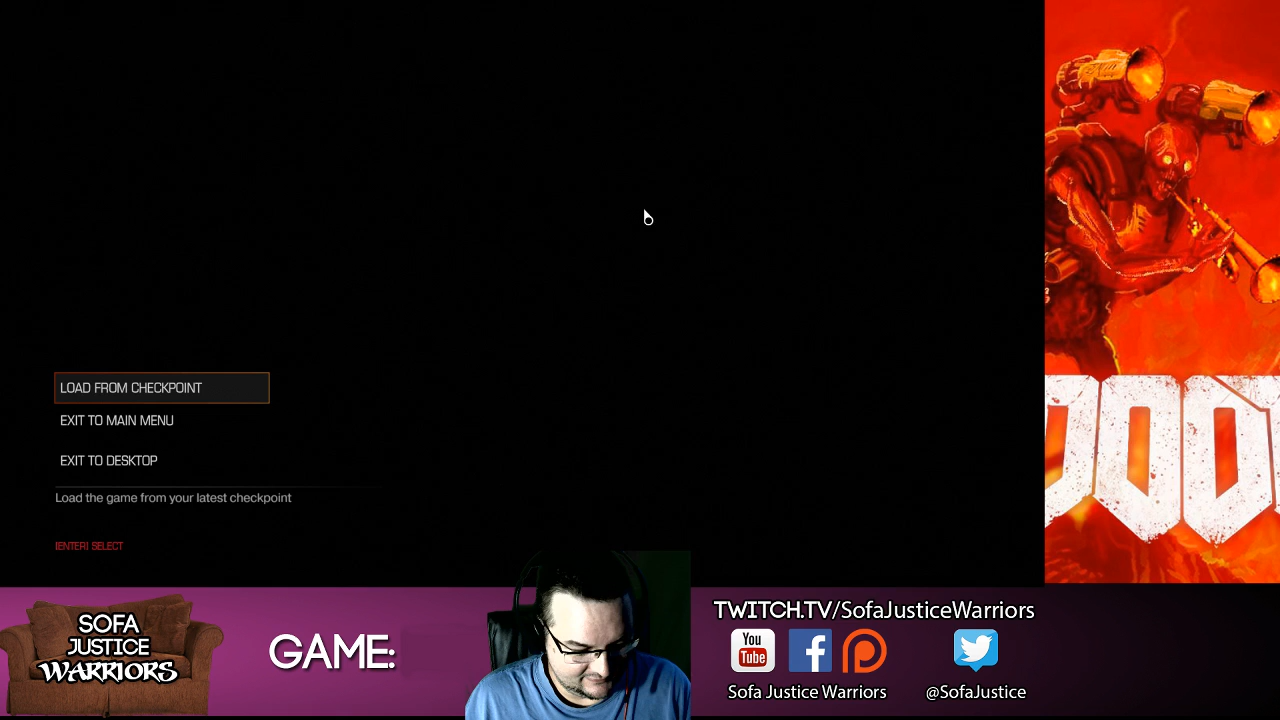 LOAD FROM CHECKPOINT
EXIT TO MAIN MENU
EXIT TO DESKTOP
Load the game from your latest checkpoint
[ENTER] SELECT
DOOM
SOFA
JUSTICE
WARRIORS
GAME:
TWITCH.TV/SofaJusticeWarriors
You
Tube
f
Sofa Justice Warriors
@SofaJustice